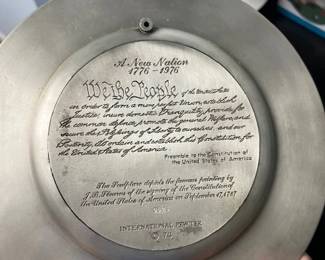 A New Nation
1776 - 1976
We the People of the United States
in order to form a more perfect Union, establish
justice, insure domestic Tranquility, provide for
the common defence, promote the general Welfare, and
secure the Blessings of Liberty to ourselves and our
Posterity, do ordain and establish this Constitution for
the United States of America.
Preamble to the Constitution of
the United States of America
The Sculpture depicts the famous painting by
J.B. Stearns of the signing of the Constitution of
the United States of America on September 17, 1787
INTERNATIONAL PEWTER